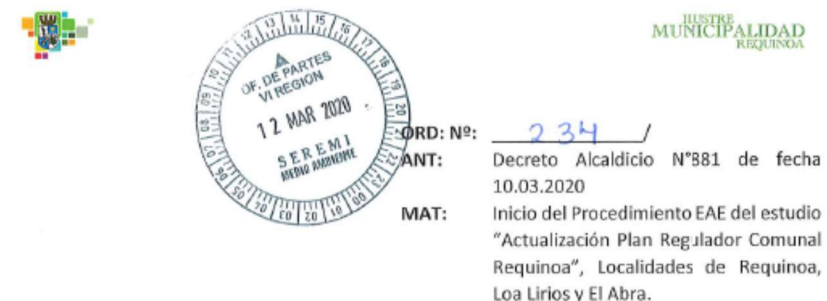 ILUSTRE
MUNICIPALIDAD
REQUINOA
OF. DE PARTES
VI REGION
12 MAR 2020
SEREMI
MEDIO AMBIENTE
ORD: Nº: 234 /
ANT: Decreto Alcaldicio N°881 de fecha
10.03.2020
MAT: Inicio del Procedimiento EAE del estudio
"Actualización Plan Regulador Comunal
Requinoa", Localidades de Requinoa,
Loa Lirios y El Abra.